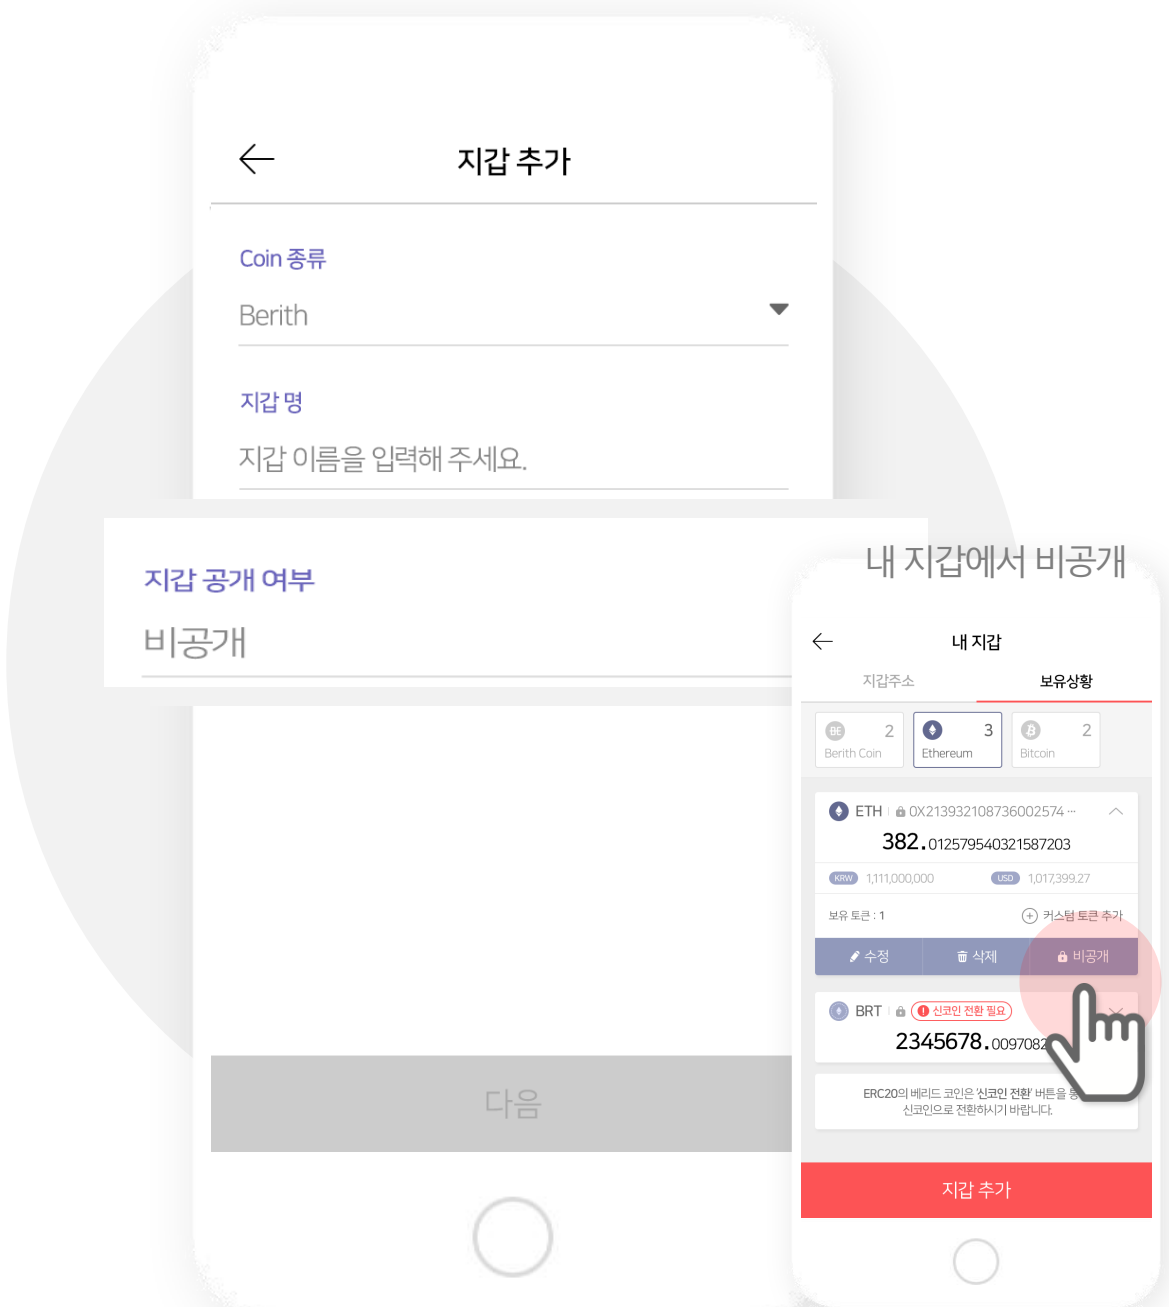 지갑 추가
Coin 종류
Berith
지갑 명
지갑 이름을 입력해 주세요.
지갑 공개 여부
비공개
다음
내 지갑에서 비공개
내 지갑
지갑주소 보유상황
2 3 2
Berith Coin Ethereum Bitcoin
ETH 0X213932108736002574 ···
382.012579540321587203
KRW 1,111,000,000 USD 1,017,399.27
보유 토큰 : 1 커스텀 토큰 추가
수정 삭제 비공개
BRT 신코인 전환 필요
2345678.009708
ERC20의 베리드 코인은 '신코인 전환' 버튼을
신코인으로 전환하시기 바랍니다.
지갑 추가